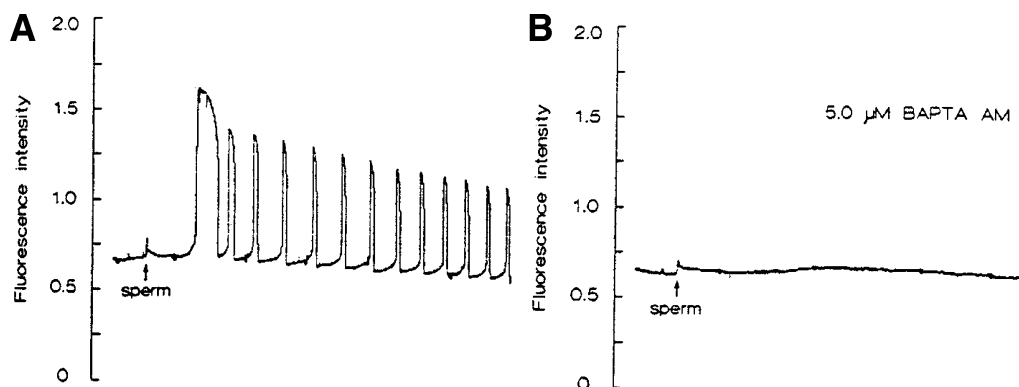 A
Fluorescence intensity
2.0
1.5
1.0
0.5
0
sperm
B
Fluorescence intensity
2.0
1.5
1.0
0.5
0
5.0 µM BAPTA AM
sperm